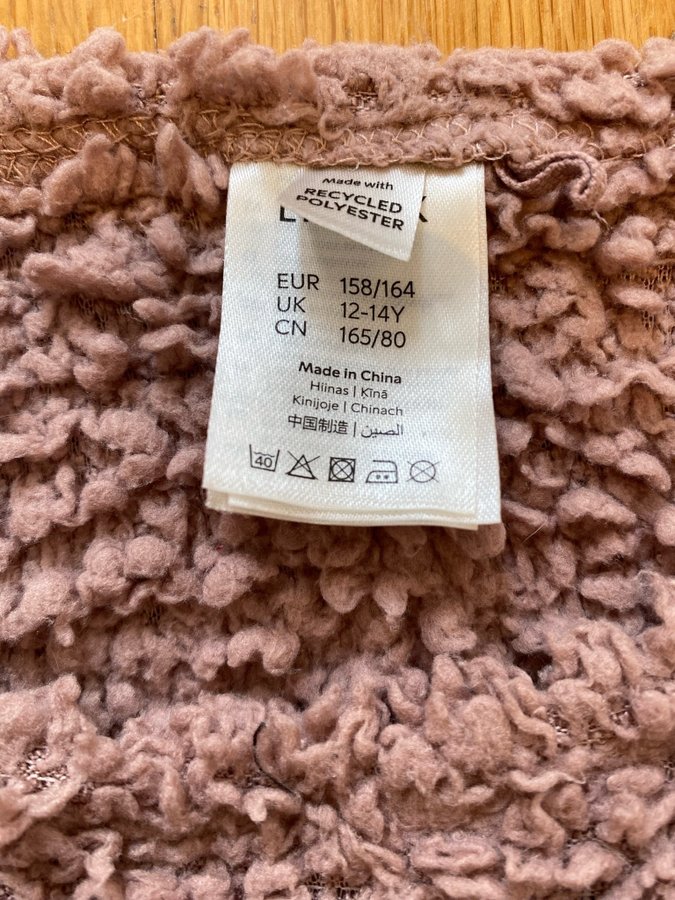 Made with
RECYCLED
POLYESTER
EUR 158/164
UK 12-14Y
CN 165/80
Made in China
Hiinas | Ķīnā
Kinijoje | Chinach
中国制造 | الصين
40